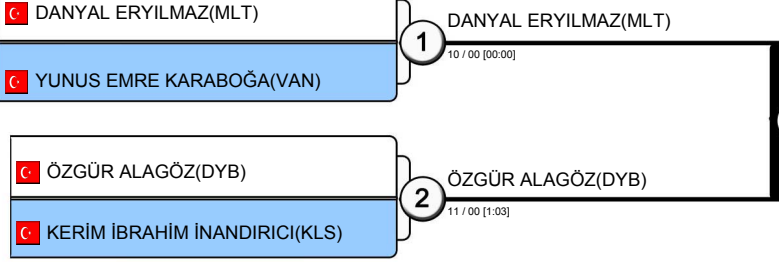 DANYAL ERYILMAZ(MLT)
YUNUS EMRE KARABOĞA(VAN)
1
DANYAL ERYILMAZ(MLT)
10 / 00 [00:00]
ÖZGÜR ALAGÖZ(DYB)
KERİM İBRAHİM İNANDIRICI(KLS)
2
ÖZGÜR ALAGÖZ(DYB)
11 / 00 [1:03]